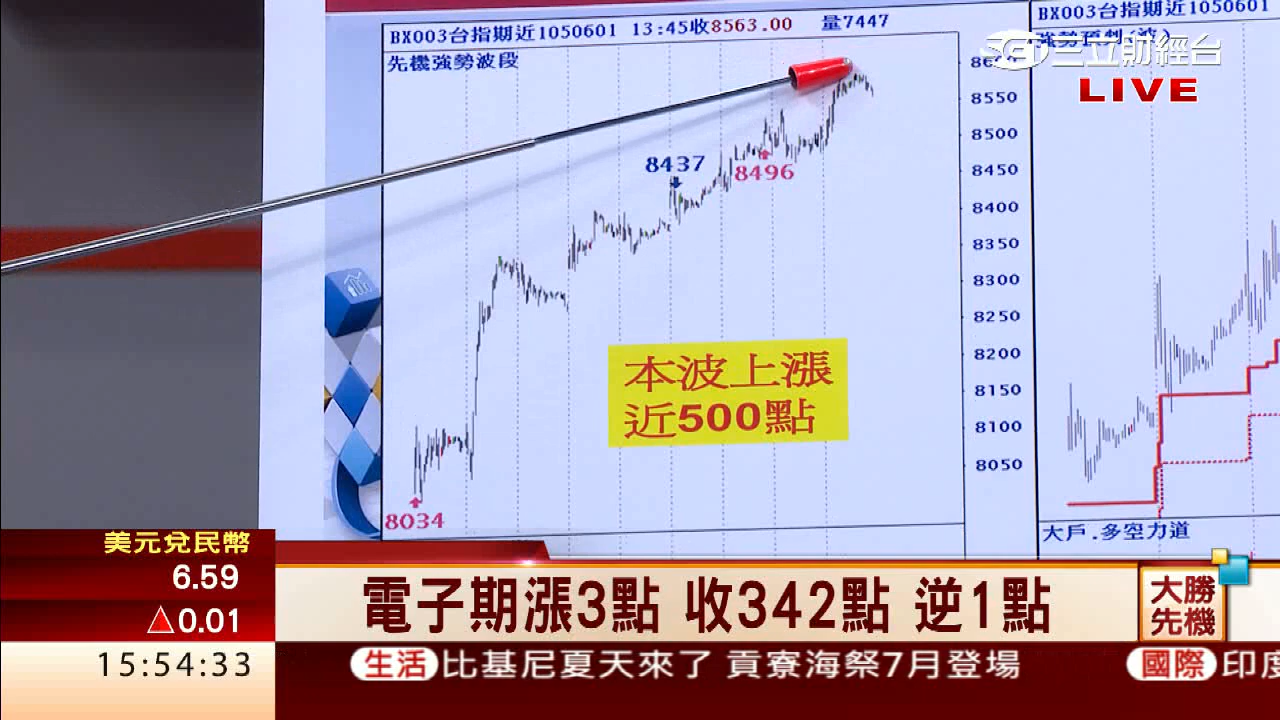 BX003台指期近1050601 13:45收8563.00 量7447
先機強勢波段
BX003台指期近1050601
三立財經台
LIVE
8550
8500
8450
8400
8350
8300
8250
8200
8150
8100
8050
8437
8496
8034
本波上漲
近500點
大戶.多空力道
美元兌民幣
6.59
△0.01
15:54:33
電子期漲3點 收342點 逆1點
大勝
先機
生活 比基尼夏天來了 貢寮海祭7月登場
國際 印度